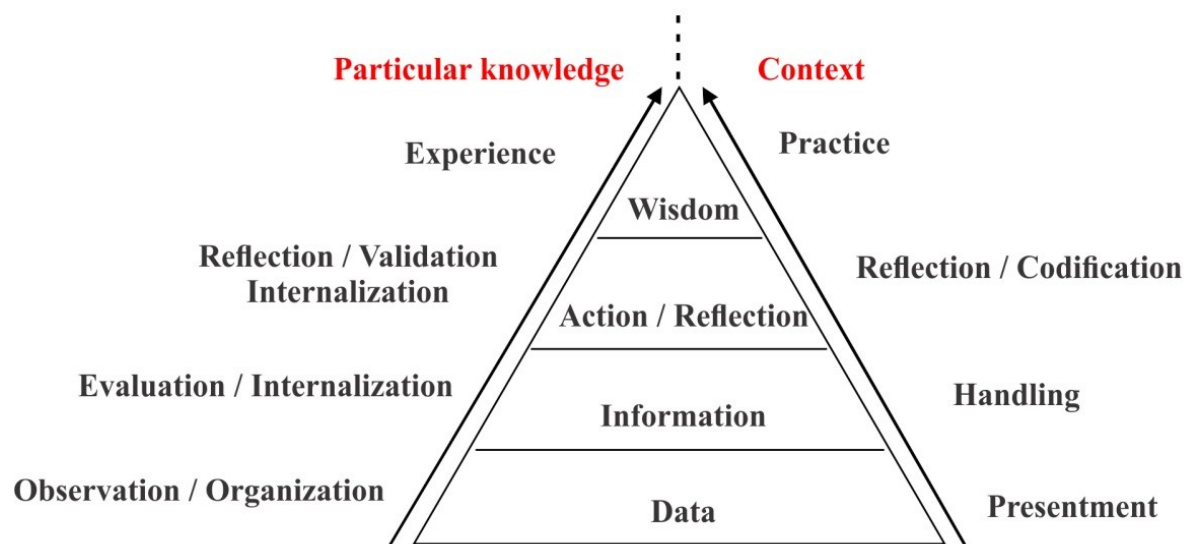 Particular knowledge
Context
Experience
Practice
Wisdom
Reflection / Validation
Internalization
Reflection / Codification
Action / Reflection
Evaluation / Internalization
Handling
Information
Observation / Organization
Data
Presentment